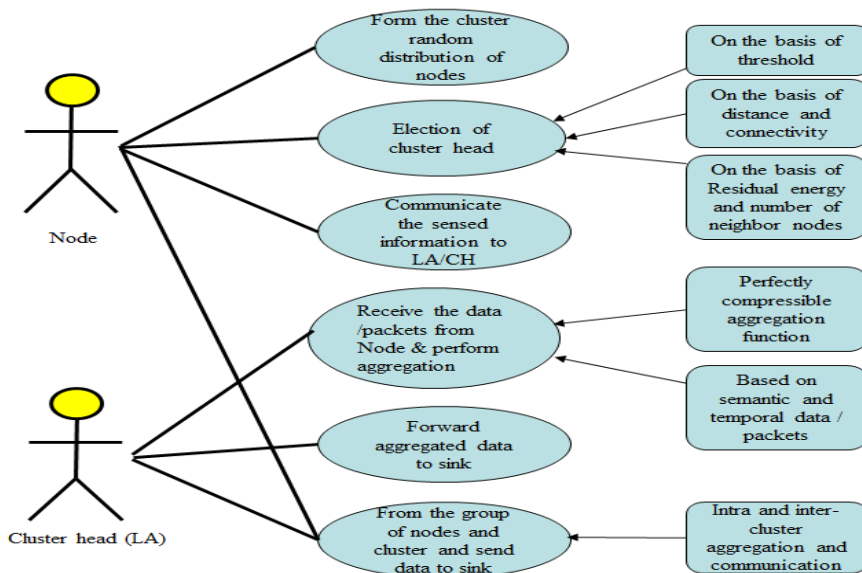 Form the cluster
random
distribution of
nodes
On the basis of
threshold
Election of
cluster head
On the basis of
distance and
connectivity
On the basis of
Residual energy
and number of
neighbor nodes
Node
Communicate
the sensed
information to
LA/CH
Receive the data
/packets from
Node & perform
aggregation
Perfectly
compressible
aggregation
function
Based on
semantic and
temporal data /
packets
Forward
aggregated data
to sink
Cluster head (LA)
From the group
of nodes and
cluster and send
data to sink
Intra and inter-
cluster
aggregation and
communication